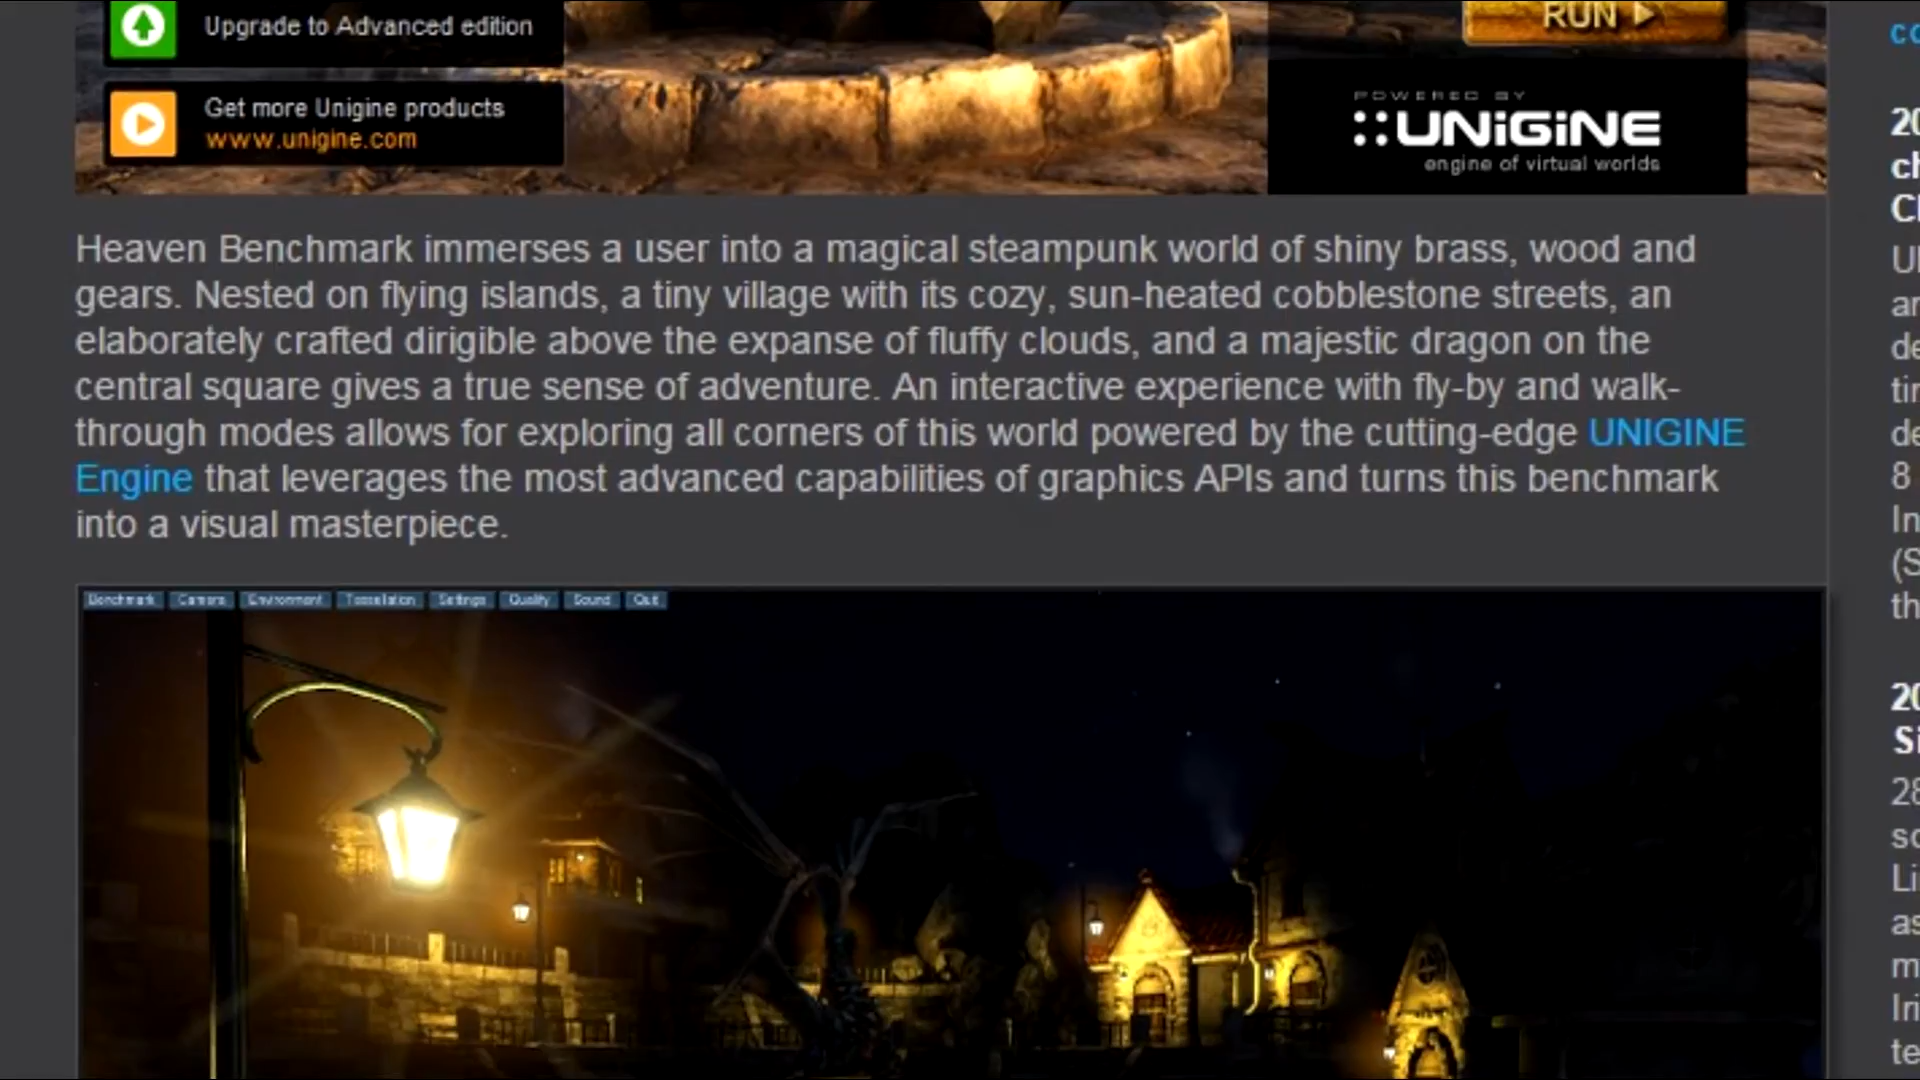 Upgrade to Advanced edition
RUN
Get more Unigine products
www.unigine.com
POWERED BY
UNiGiNE
engine of virtual worlds
Heaven Benchmark immerses a user into a magical steampunk world of shiny brass, wood and
gears. Nested on flying islands, a tiny village with its cozy, sun-heated cobblestone streets, an
elaborately crafted dirigible above the expanse of fluffy clouds, and a majestic dragon on the
central square gives a true sense of adventure. An interactive experience with fly-by and walk-
through modes allows for exploring all corners of this world powered by the cutting-edge UNIGINE
Engine that leverages the most advanced capabilities of graphics APIs and turns this benchmark
into a visual masterpiece.
Benchmark Camera Environment Tessellation Settings Quality Sound Quit